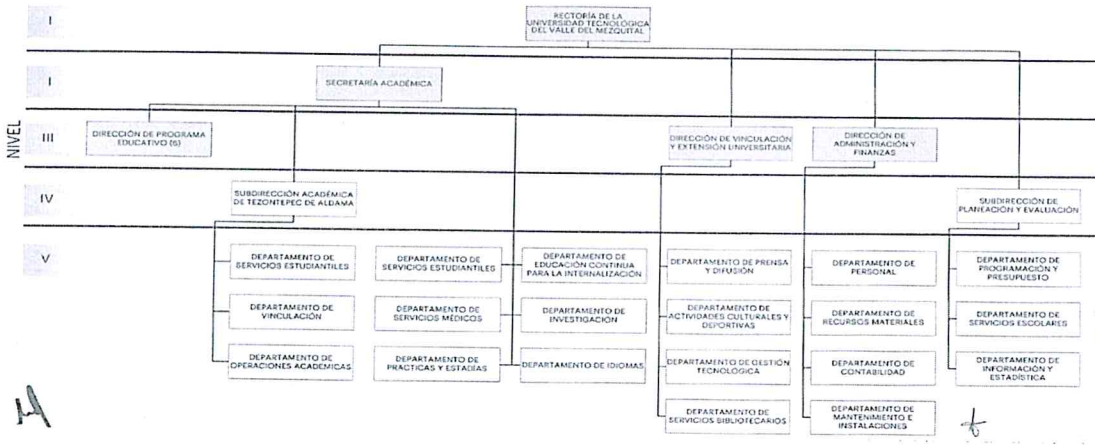 I
RECTORÍA DE LA
UNIVERSIDAD TECNOLÓGICA
DEL VALLE DEL MEZQUITAL
I
SECRETARÍA ACADÉMICA
NIVEL
III
DIRECCIÓN DE PROGRAMA
EDUCATIVO (6)
DIRECCIÓN DE VINCULACIÓN
Y EXTENSIÓN UNIVERSITARIA
DIRECCIÓN DE
ADMINISTRACIÓN Y
FINANZAS
IV
SUBDIRECCIÓN ACADÉMICA
DE TEZONTEPEC DE ALDAMA
SUBDIRECCIÓN DE
PLANEACIÓN Y EVALUACIÓN
V
DEPARTAMENTO DE
SERVICIOS ESTUDIANTILES
DEPARTAMENTO DE
SERVICIOS ESTUDIANTILES
DEPARTAMENTO DE
EDUCACIÓN CONTINUA
PARA LA INTERNALIZACIÓN
DEPARTAMENTO DE PRENSA
Y DIFUSIÓN
DEPARTAMENTO DE
PERSONAL
DEPARTAMENTO DE
PROGRAMACIÓN Y
PRESUPUESTO
DEPARTAMENTO DE
VINCULACIÓN
DEPARTAMENTO DE
SERVICIOS MÉDICOS
DEPARTAMENTO DE
INVESTIGACIÓN
DEPARTAMENTO DE
ACTIVIDADES CULTURALES Y
DEPORTIVAS
DEPARTAMENTO DE
RECURSOS MATERIALES
DEPARTAMENTO DE
SERVICIOS ESCOLARES
DEPARTAMENTO DE
OPERACIONES ACADEMICAS
DEPARTAMENTO DE
PRACTICAS Y ESTADÍAS
DEPARTAMENTO DE IDIOMAS
DEPARTAMENTO DE GESTIÓN
TECNOLÓGICA
DEPARTAMENTO DE
CONTABILIDAD
DEPARTAMENTO DE
INFORMACIÓN Y
ESTADÍSTICA
DEPARTAMENTO DE
SERVICIOS BIBLIOTECARIOS
DEPARTAMENTO DE
MANTENIMIENTO E
INSTALACIONES